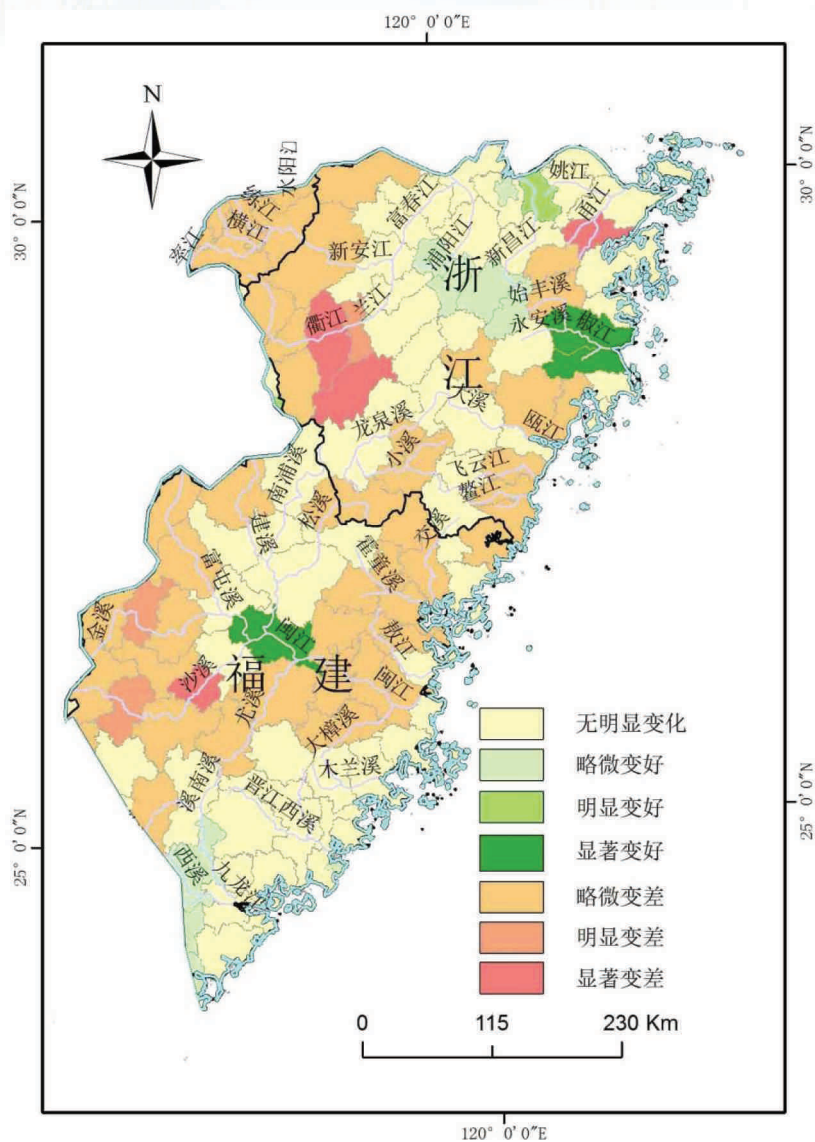 120° 0′0″E
N
30° 0′0″N
30° 0′0″N
水阳江
练江
横江
率江
新安江
富春江
浦阳江
新昌江
姚江
甬江
浙
始丰溪
永安溪
椒江
衢江
兰江
江
大溪
龙泉溪
小溪
瓯江
飞云江
鳌江
南浦溪
松溪
建溪
交溪
霍童溪
富屯溪
金溪
闽江
敖江
沙溪
福 建
尤溪
闽江
大樟溪
木兰溪
溪南溪
晋江西溪
西溪
九龙江
无明显变化
略微变好
明显变好
显著变好
略微变差
明显变差
显著变差
25° 0′0″N
25° 0′0″N
0 115 230 Km
120° 0′0″E